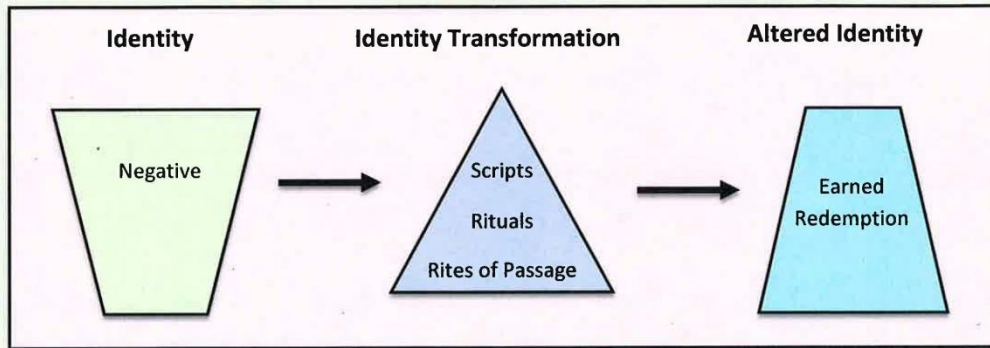 Identity
Identity Transformation
Altered Identity
Negative
Scripts
Rituals
Rites of Passage
Earned
Redemption